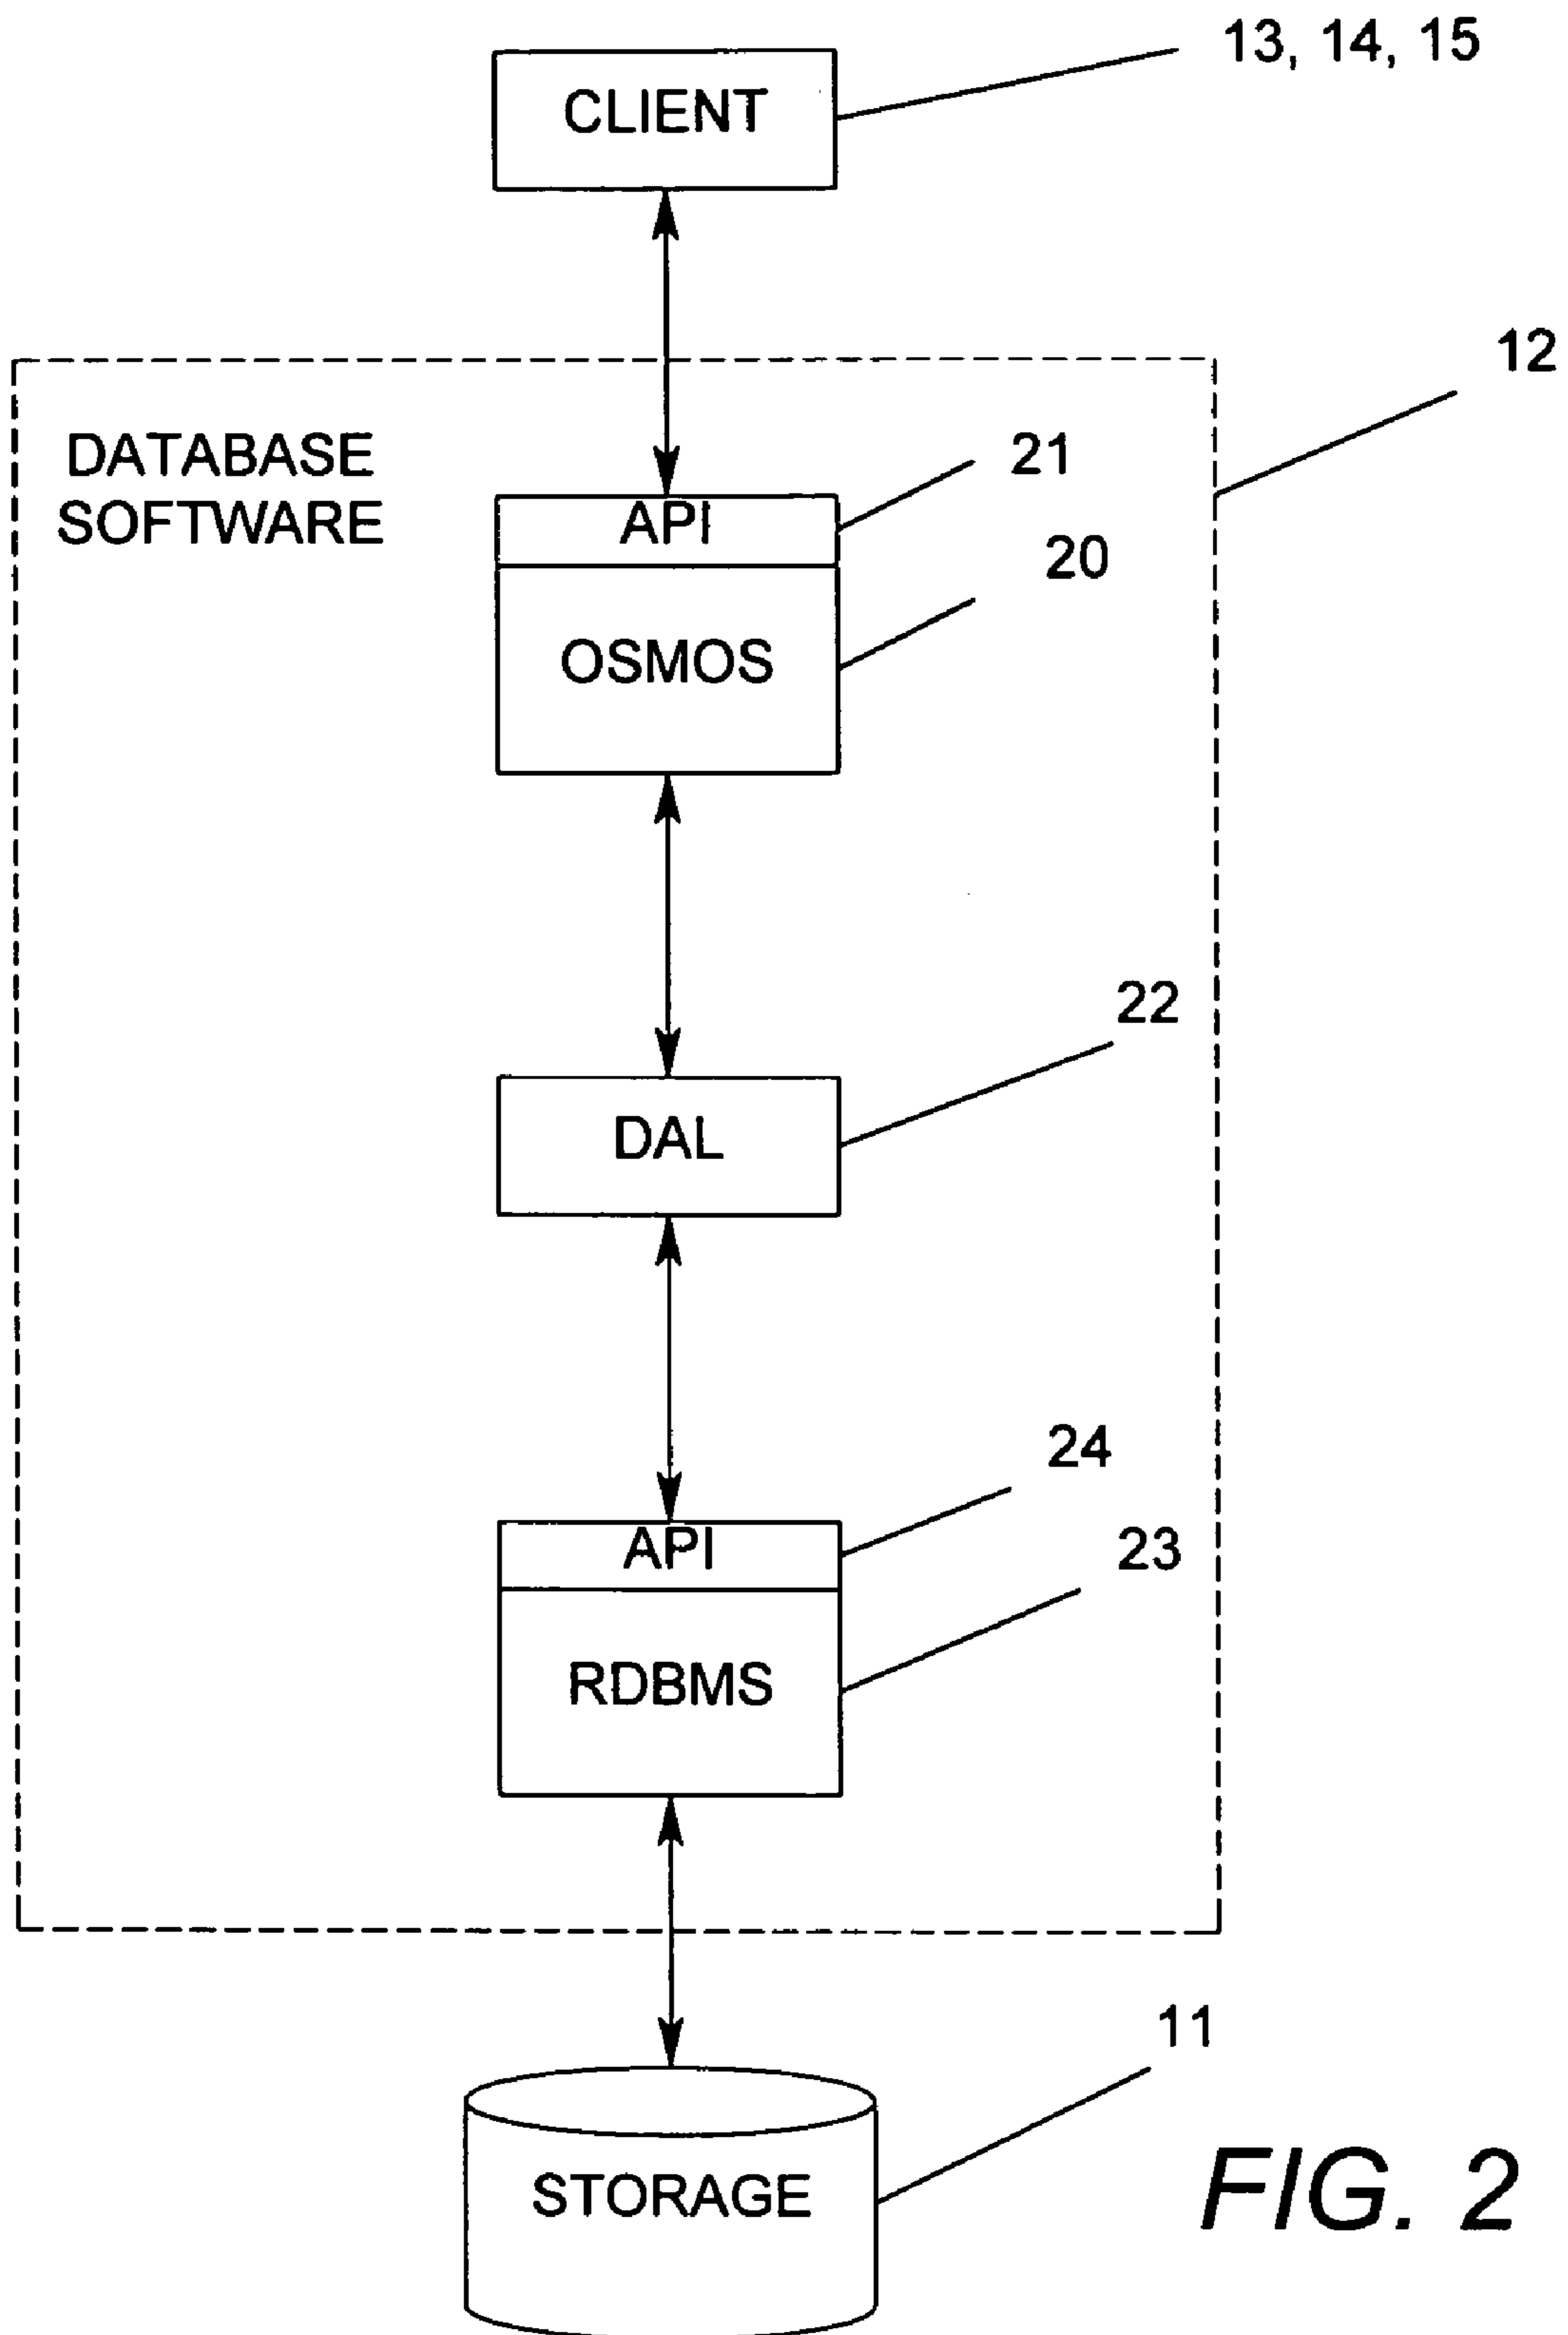 13, 14, 15
CLIENT
12
DATABASE
SOFTWARE
21
API
20
OSMOS
22
DAL
24
API
23
RDBMS
11
STORAGE
FIG. 2